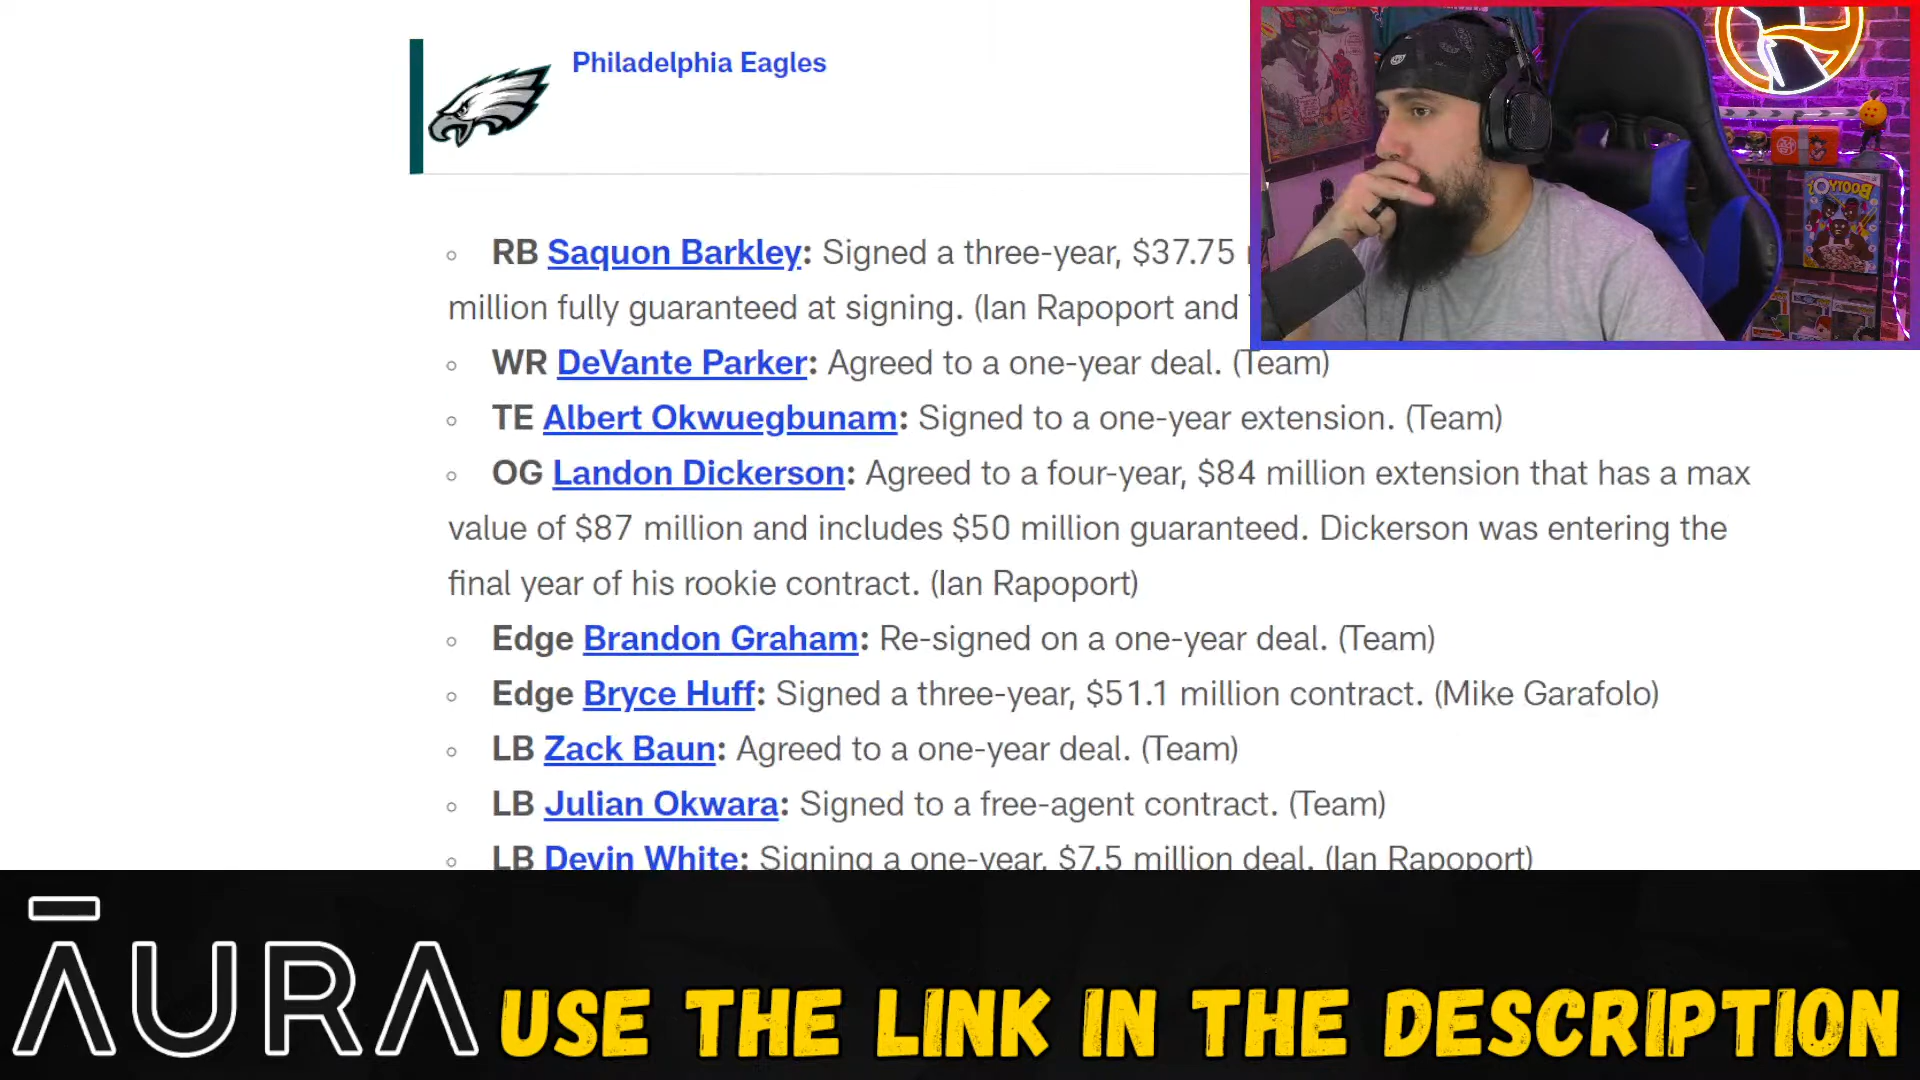 Philadelphia Eagles
RB Saquon Barkley: Signed a three-year, $37.75
million fully guaranteed at signing. (Ian Rapoport and
WR DeVante Parker: Agreed to a one-year deal. (Team)
TE Albert Okwuegbunam: Signed to a one-year extension. (Team)
OG Landon Dickerson: Agreed to a four-year, $84 million extension that has a max
value of $87 million and includes $50 million guaranteed. Dickerson was entering the
final year of his rookie contract. (Ian Rapoport)
Edge Brandon Graham: Re-signed on a one-year deal. (Team)
Edge Bryce Huff: Signed a three-year, $51.1 million contract. (Mike Garafolo)
LB Zack Baun: Agreed to a one-year deal. (Team)
LB Julian Okwara: Signed to a free-agent contract. (Team)
LB Devin White: Signing a one-year, $7.5 million deal. (Ian Rapoport)
ĀURA USE THE LINK IN THE DESCRIPTION